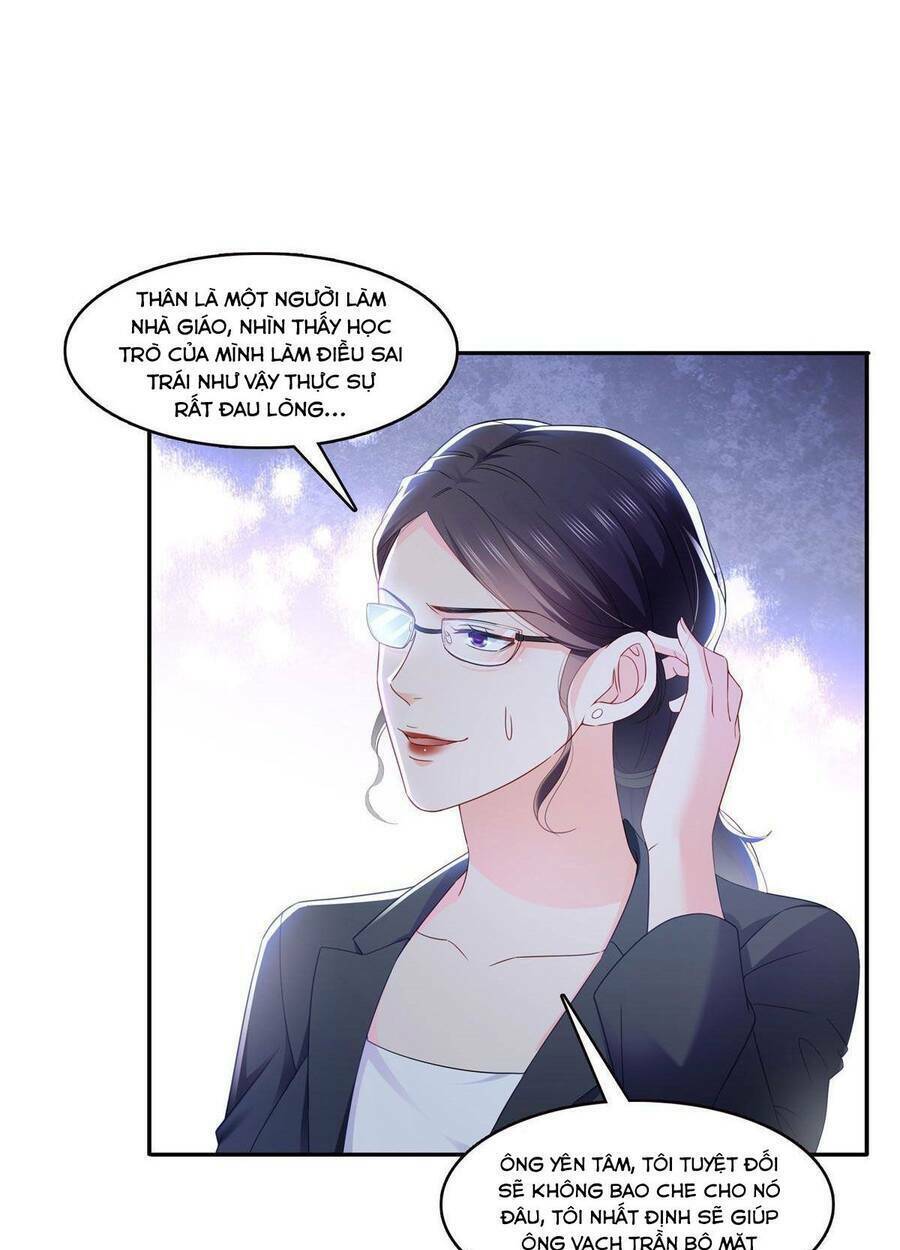 THÂN LÀ MỘT NGƯỜI LÀM
NHÀ GIÁO, NHÌN THẤY HỌC
TRÒ CỦA MÌNH LÀM ĐIỀU SAI
TRÁI NHƯ VẬY THỰC SỰ
RẤT ĐAU LÒNG...
ÔNG YÊN TÂM, TÔI TUYỆT ĐỐI
SẼ KHÔNG BAO CHE CHO NÓ
ĐÂU, TÔI NHẤT ĐỊNH SẼ GIÚP
ÔNG VẠCH TRẦN BỘ MẶT